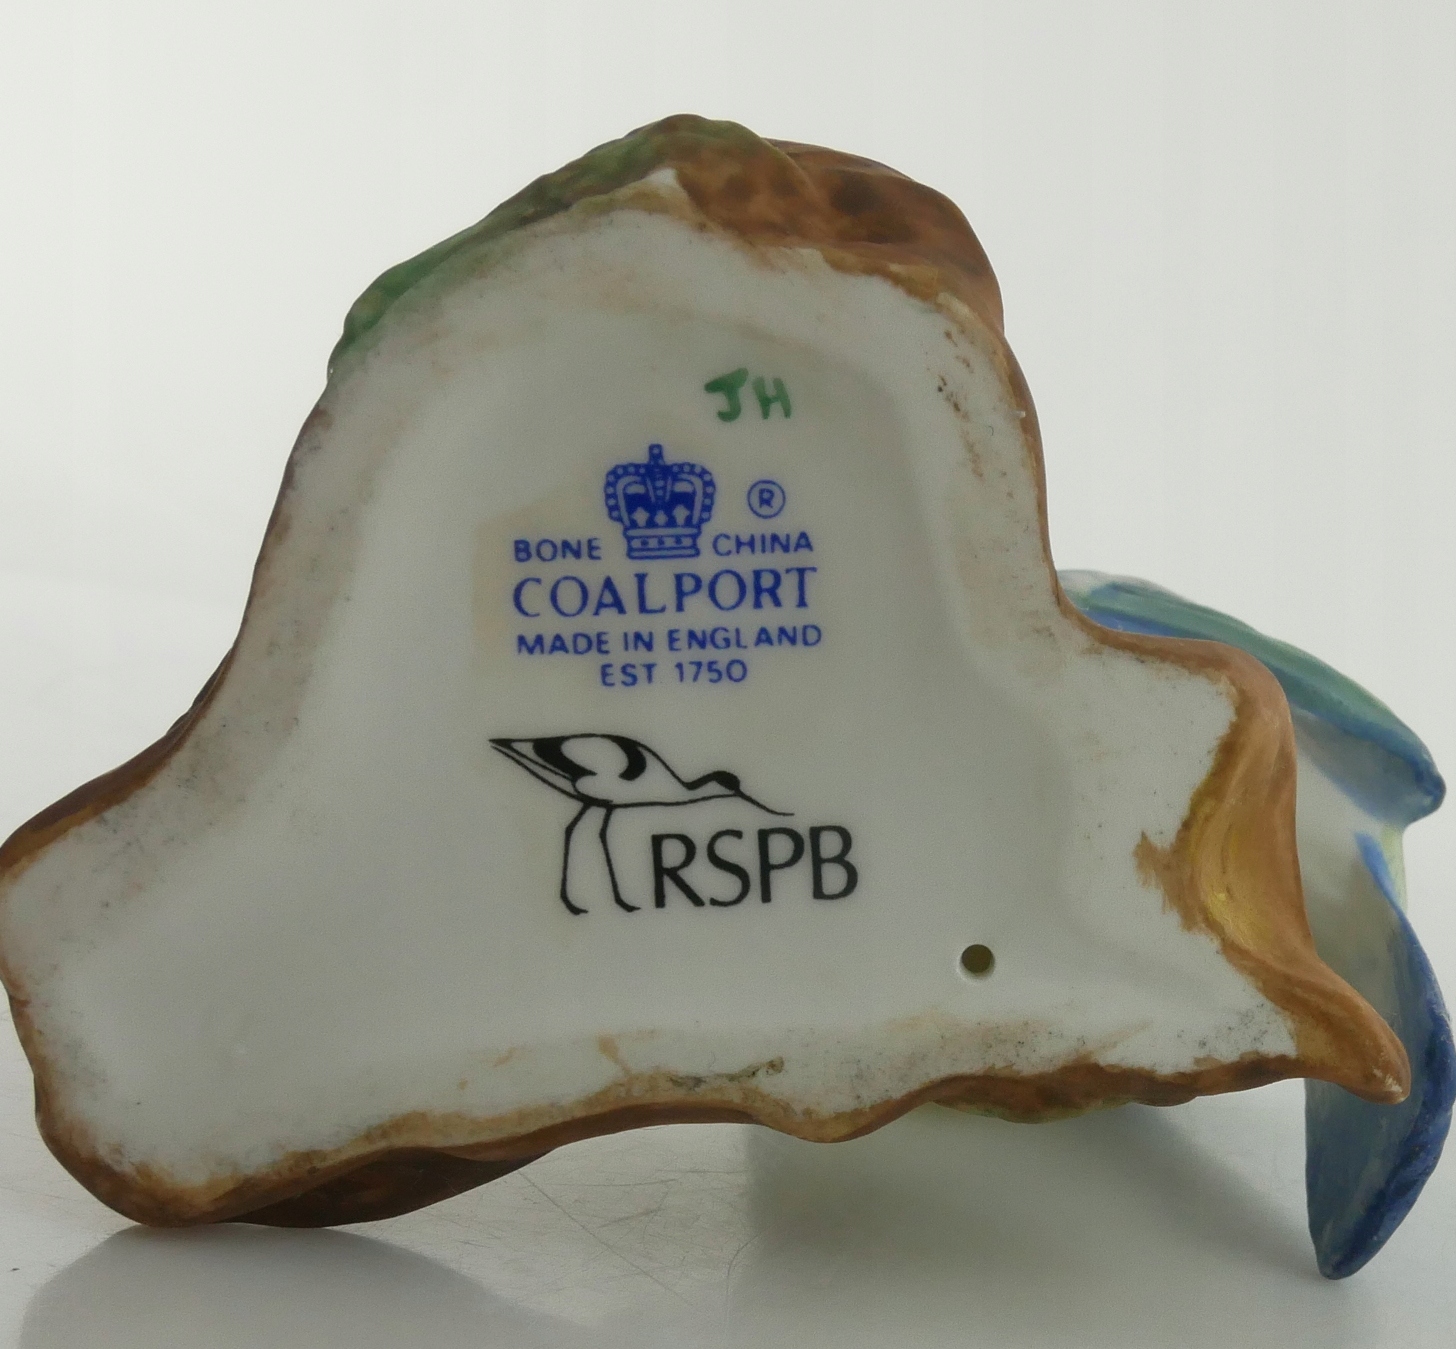 JH
®
BONE CHINA
COALPORT
MADE IN ENGLAND
EST 1750
RSPB